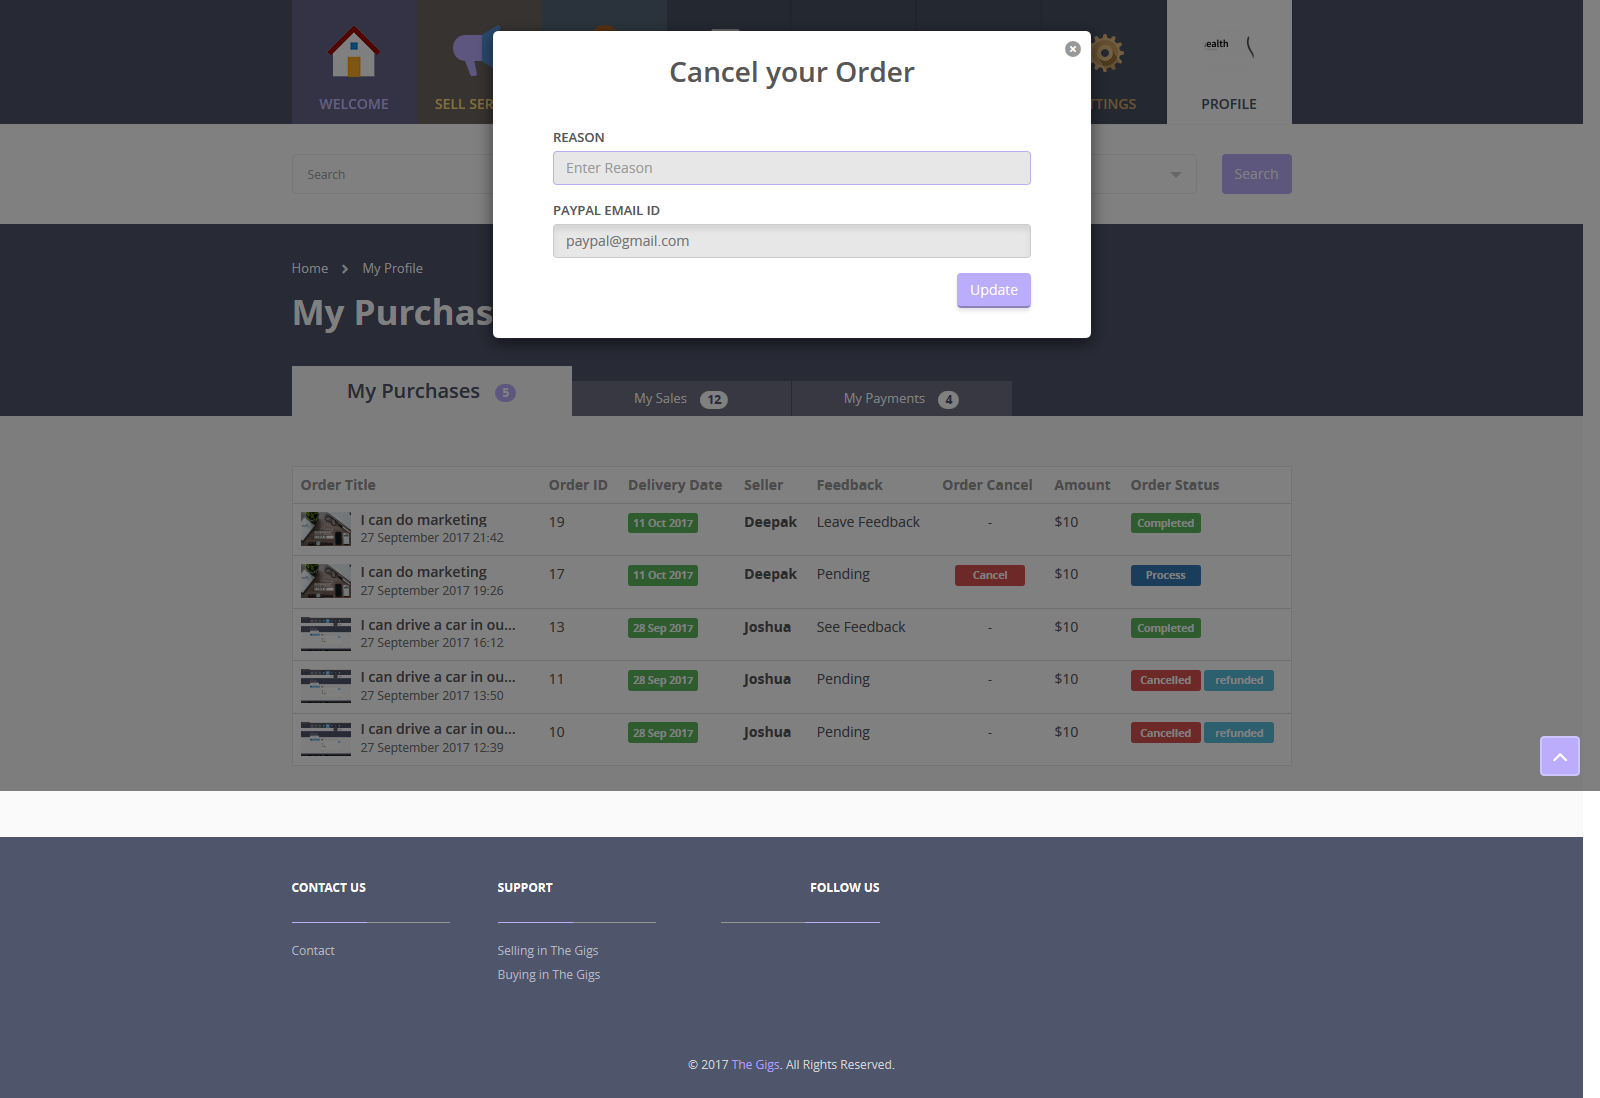 WELCOME
SELL SER
TTINGS
ealth
PROFILE
Cancel your Order
REASON
Enter Reason
PAYPAL EMAIL ID
paypal@gmail.com
Update
Search
Search
Home
My Profile
My Purchas
My Purchases 5
My Sales 12
My Payments 4
Order Title Order ID Delivery Date Seller Feedback Order Cancel Amount Order Status
I can do marketing 19 11 Oct 2017 Deepak Leave Feedback - $10 Completed
27 September 2017 21:42
I can do marketing 17 11 Oct 2017 Deepak Pending Cancel $10 Process
27 September 2017 19:26
I can drive a car in ou... 13 28 Sep 2017 Joshua See Feedback - $10 Completed
27 September 2017 16:12
I can drive a car in ou... 11 28 Sep 2017 Joshua Pending - $10 Cancelled refunded
27 September 2017 13:50
I can drive a car in ou... 10 28 Sep 2017 Joshua Pending - $10 Cancelled refunded
27 September 2017 12:39
CONTACT US
Contact
SUPPORT
Selling in The Gigs
Buying in The Gigs
FOLLOW US
© 2017 The Gigs. All Rights Reserved.